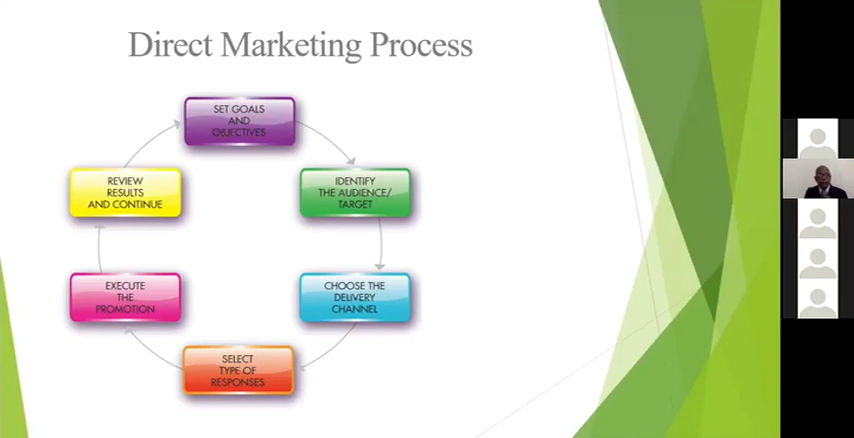 Direct Marketing Process
SET GOALS
AND
OBJECTIVES
IDENTIFY
THE AUDIENCE/
TARGET
CHOOSE THE
DELIVERY
CHANNEL
SELECT
TYPE OF
RESPONSES
EXECUTE
THE
PROMOTION
REVIEW
RESULTS
AND CONTINUE